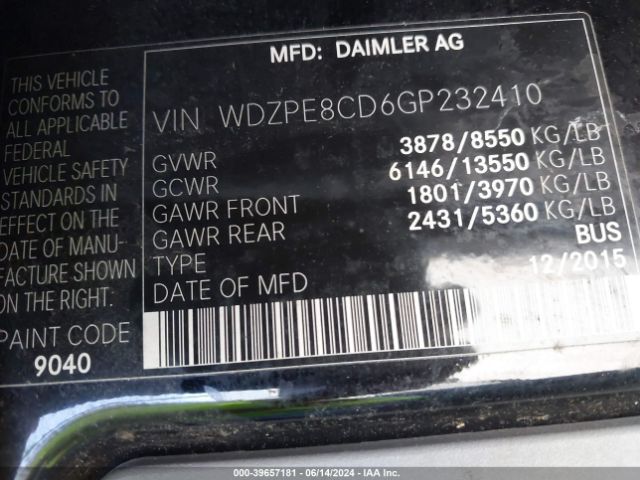 MFD: DAIMLER AG
THIS VEHICLE
CONFORMS TO
ALL APPLICABLE
FEDERAL
VEHICLE SAFETY
STANDARDS IN
EFFECT ON THE
DATE OF MANU-
FACTURE SHOWN
ON THE RIGHT.
PAINT CODE
9040
VIN WDZPE8CD6GP232410
GVWR 3878/8550 KG/LB
GCWR 6146/13550 KG/LB
GAWR FRONT 1801/3970 KG/LB
GAWR REAR 2431/5360 KG/LB
TYPE BUS
DATE OF MFD 12/2015
000-39657181 | 06/14/2024 | IAA Inc.